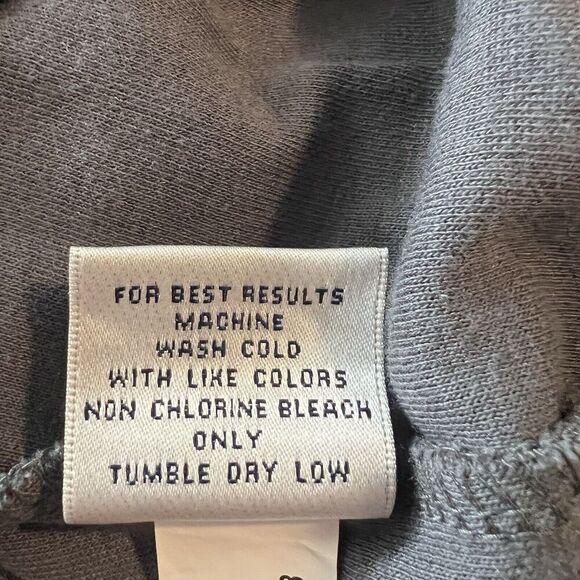 FOR BEST RESULTS
MACHINE
WASH COLD
WITH LIKE COLORS
NON CHLORINE BLEACH
ONLY
TUMBLE DRY LOW